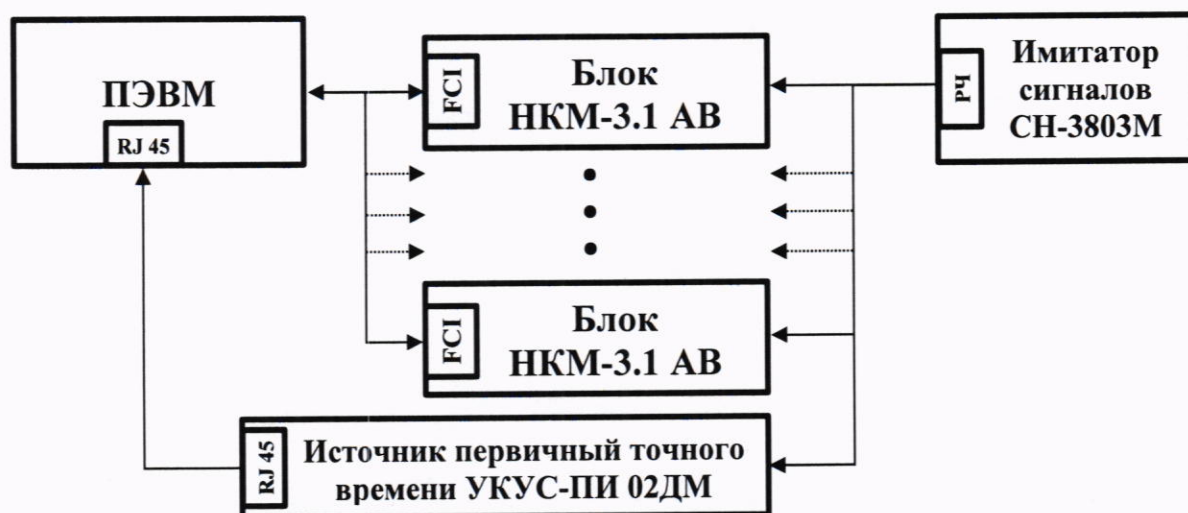 ПЭВМ
RJ 45
FCI
Блок
НКМ-3.1 АВ
РЧ
Имитатор
сигналов
СН-3803М
FCI
Блок
НКМ-3.1 АВ
RJ 45
Источник первичный точного
времени УКУС-ПИ 02ДМ